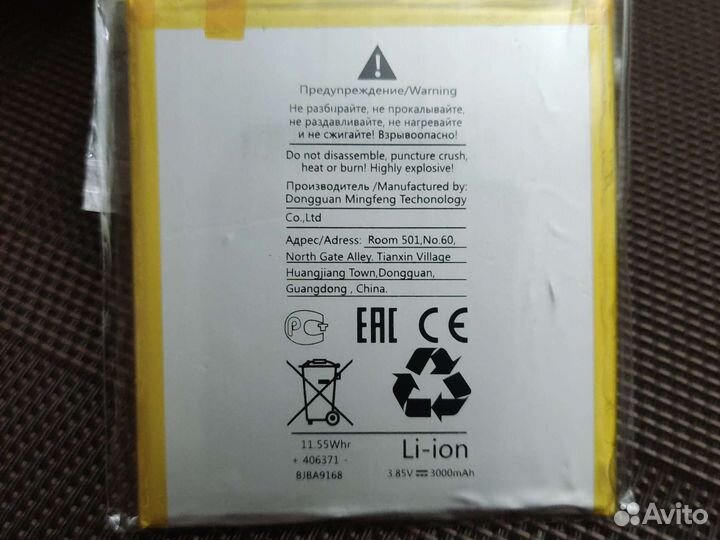 Предупреждение/Warning
Не разбирайте, не прокалывайте,
не раздавливайте, не нагревайте
и не сжигайте! Взрывоопасно!
Do not disassemble, puncture crush,
heat or burn! Highly explosive!
Производитель /Manufactured by:
Dongguan Mingfeng Techonology
Co.,Ltd
Адрес/Adress: Room 501,No.60,
North Gate Alley. Tianxin Village
Huangjiang Town,Dongguan,
Guangdong , China.
РС+ EAC CE
11.55Whr
+ 406371 -
BJBA9168
Li-ion
3.85V ⎓ 3000mAh
Avito